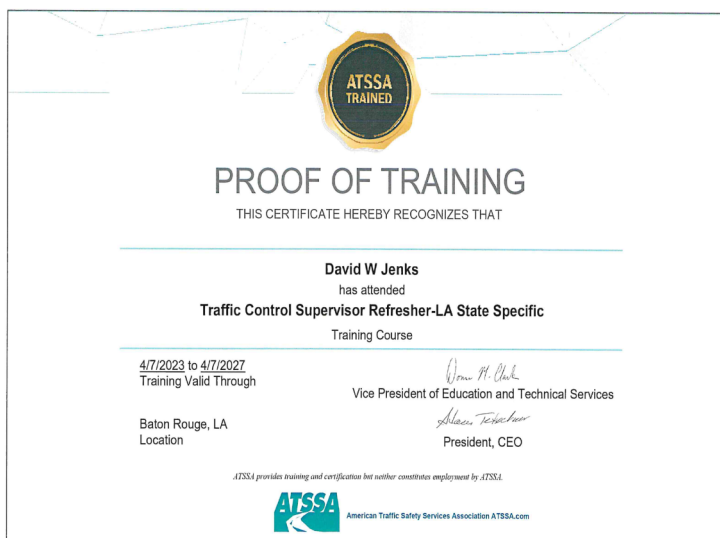 ATSSA
TRAINED
PROOF OF TRAINING
THIS CERTIFICATE HEREBY RECOGNIZES THAT
David W Jenks
has attended
Traffic Control Supervisor Refresher-LA State Specific
Training Course
4/7/2023 to 4/7/2027
Training Valid Through
Vice President of Education and Technical Services
Baton Rouge, LA
Location
President, CEO
ATSSA provides training and certification but neither constitutes employment by ATSSA.
ATSSA
American Traffic Safety Services Association ATSSA.com